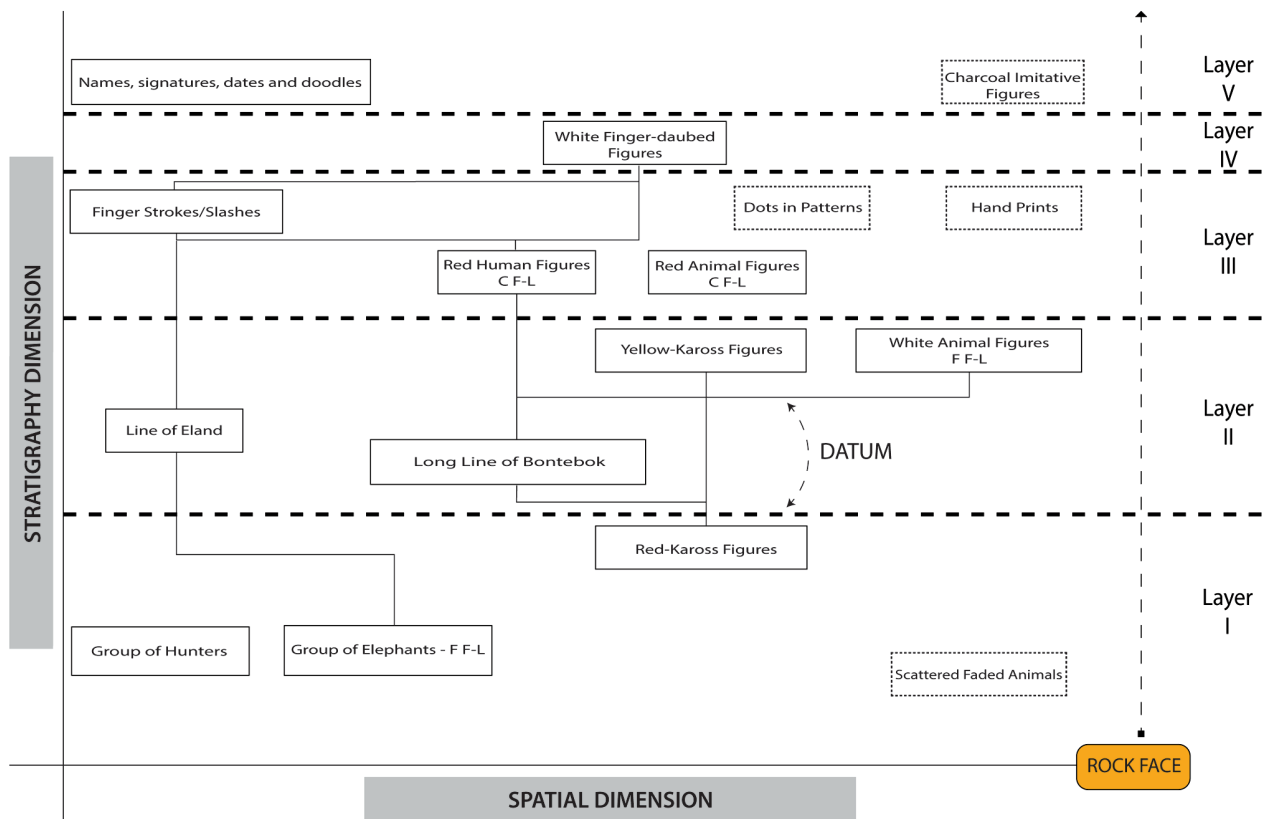 Names, signatures, dates and doodles
Charcoal Imitative
Figures
Layer
V
White Finger-daubed
Figures
Layer
IV
Finger Strokes/Slashes
Dots in Patterns
Hand Prints
Red Human Figures
C F-L
Red Animal Figures
C F-L
Layer
III
Yellow-Kaross Figures
White Animal Figures
F F-L
Line of Eland
Long Line of Bontebok
DATUM
Layer
II
Red-Kaross Figures
Group of Hunters
Group of Elephants - F F-L
Scattered Faded Animals
Layer
I
STRATIGRAPHY DIMENSION
ROCK FACE
SPATIAL DIMENSION